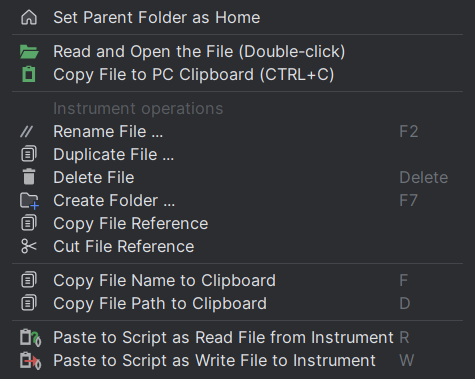 Set Parent Folder as Home
Read and Open the File (Double-click)
Copy File to PC Clipboard (CTRL+C)
Instrument operations
Rename File ... F2
Duplicate File ...
Delete File Delete
Create Folder ... F7
Copy File Reference
Cut File Reference
Copy File Name to Clipboard F
Copy File Path to Clipboard D
Paste to Script as Read File from Instrument R
Paste to Script as Write File to Instrument W